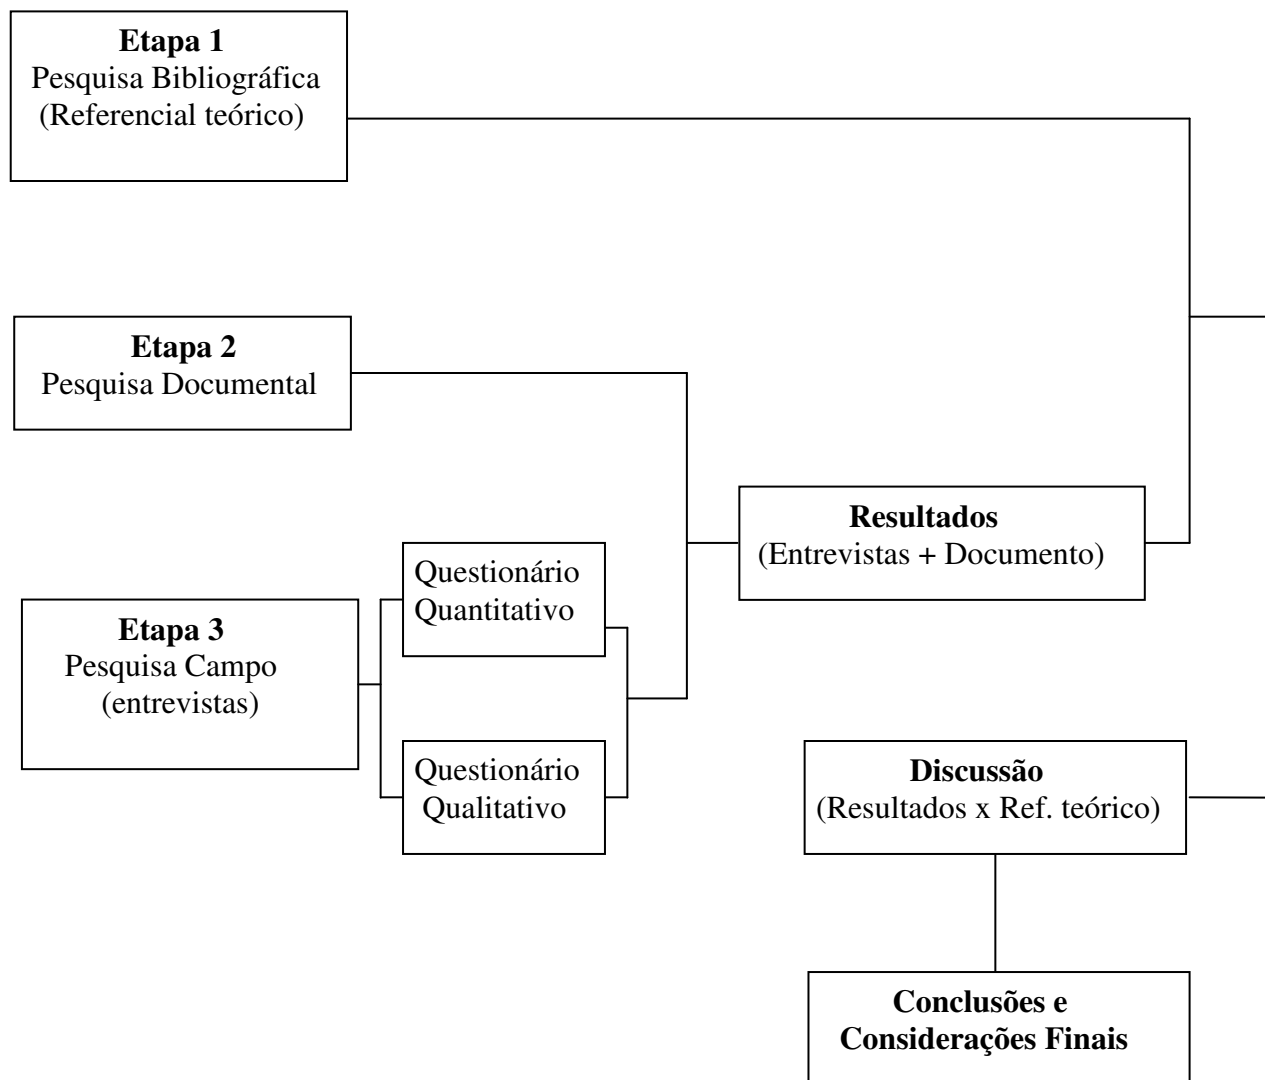 Etapa 1
Pesquisa Bibliográfica
(Referencial teórico)
Etapa 2
Pesquisa Documental
Etapa 3
Pesquisa Campo
(entrevistas)
Questionário
Quantitativo
Questionário
Qualitativo
Resultados
(Entrevistas + Documento)
Discussão
(Resultados x Ref. teórico)
Conclusões e
Considerações Finais